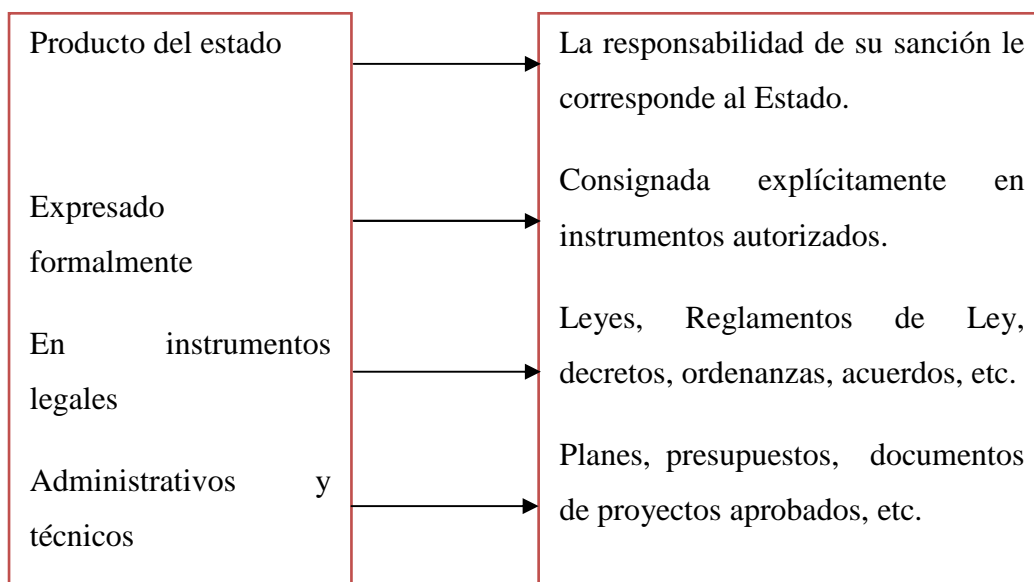 Producto del estado
La responsabilidad de su sanción le
corresponde al Estado.
Expresado
formalmente
Consignada explícitamente en
instrumentos autorizados.
En instrumentos
legales
Leyes, Reglamentos de Ley,
decretos, ordenanzas, acuerdos, etc.
Administrativos y
técnicos
Planes, presupuestos, documentos
de proyectos aprobados, etc.